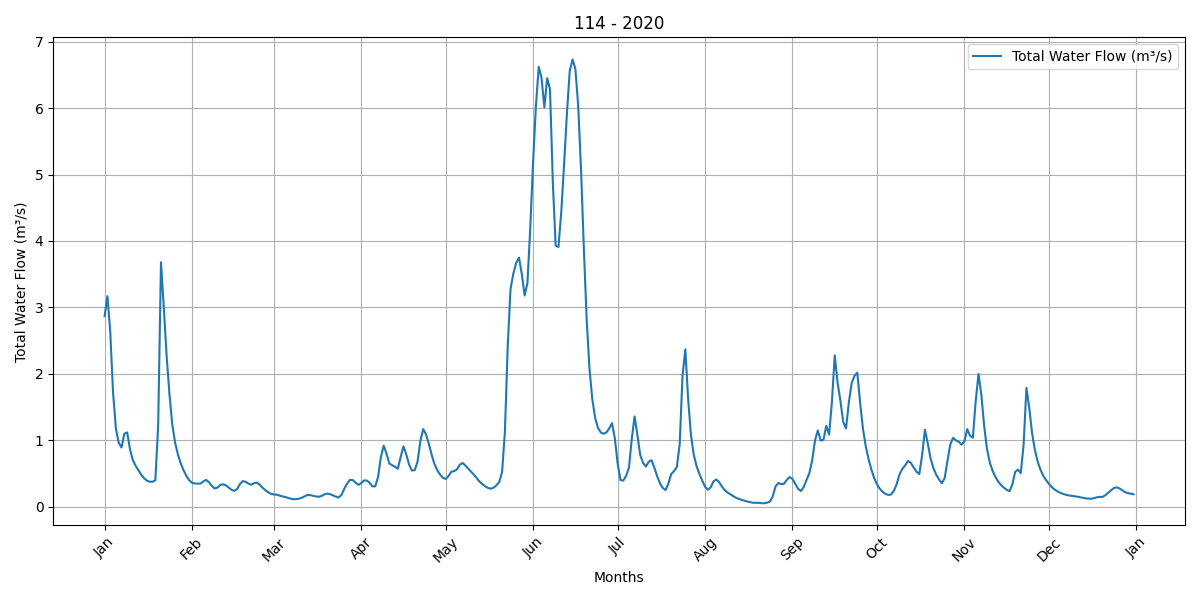 114 - 2020
Total Water Flow (m³/s)
Total Water Flow (m³/s)
7
6
5
4
3
2
1
0
Jan
Feb
Mar
Apr
May
Jun
Jul
Aug
Sep
Oct
Nov
Dec
Jan
Months